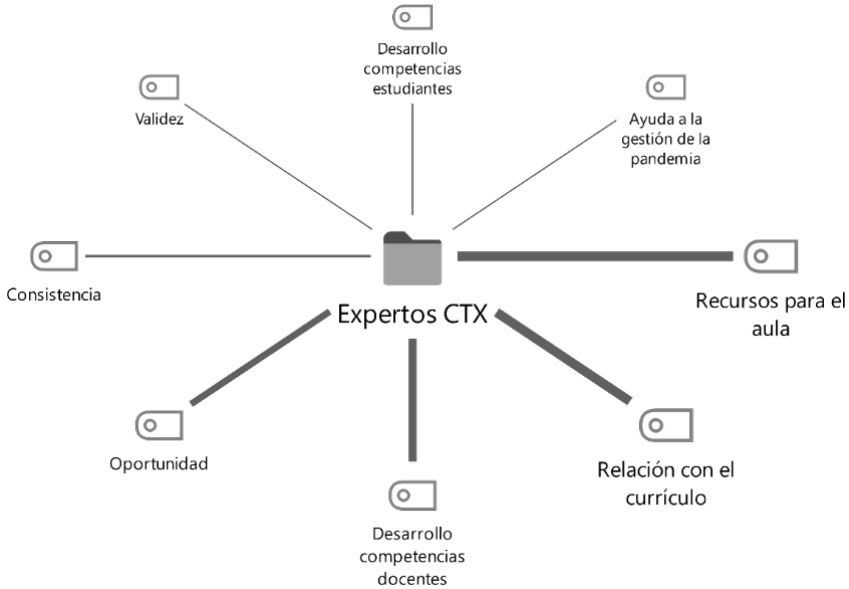 Desarrollo
competencias
estudiantes
Validez
Ayuda a la
gestión de la
pandemia
Consistencia
Expertos CTX
Recursos para el
aula
Oportunidad
Relación con el
currículo
Desarrollo
competencias
docentes